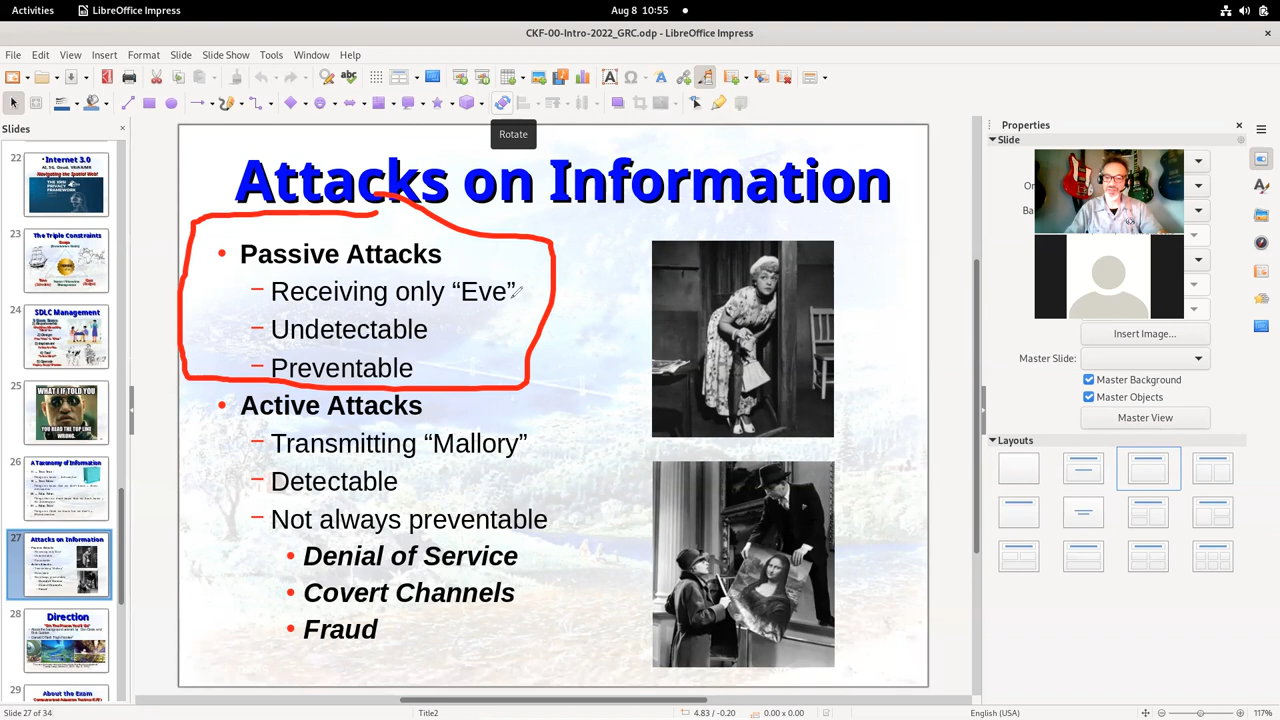 Activities
LibreOffice Impress
Aug 8 10:55
CKF-00-Intro-2022_GRC.odp - LibreOffice Impress
File Edit View Insert Format Slide Slide Show Tools Window Help
Rotate
Slides
22
Internet 3.0
Navigating the Spatial Web!
23
The Triple Constraints
24
SDLC Management
25
WHAT IF I TOLD YOU
YOU READ THE TOP LINE WRONG.
26
A Taxonomy of Information
27
Attacks on Information
28
Direction
29
About the Exam
Attacks on Information
• Passive Attacks
– Receiving only “Eve”
– Undetectable
– Preventable
• Active Attacks
– Transmitting “Mallory”
– Detectable
– Not always preventable
• Denial of Service
• Covert Channels
• Fraud
Properties
Slide
Insert Image...
Master Slide:
Master Background
Master Objects
Master View
Layouts
Slide 27 of 34
Title2
4.83 / -0.20
0.00 x 0.00
English (USA)
117%